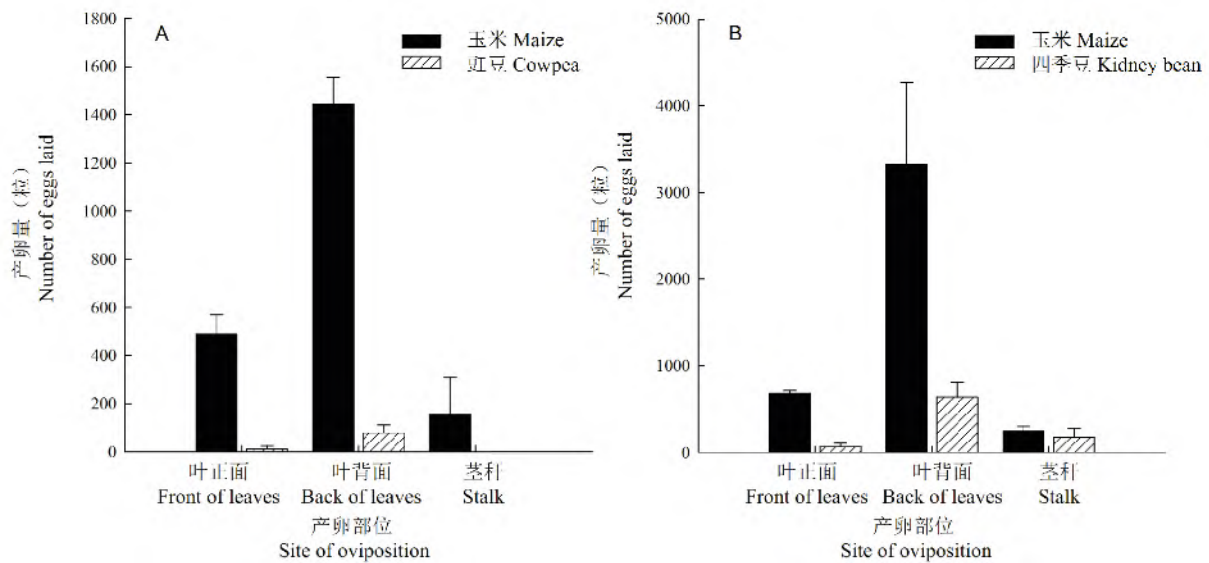 A
玉米 Maize
豇豆 Cowpea
1800
1600
1400
1200
1000
800
600
400
200
0
产卵量（粒）
Number of eggs laid
叶正面
Front of leaves
叶背面
Back of leaves
茎秆
Stalk
产卵部位
Site of oviposition
B
玉米 Maize
四季豆 Kidney bean
5000
4000
3000
2000
1000
0
产卵量（粒）
Number of eggs laid
叶正面
Front of leaves
叶背面
Back of leaves
茎秆
Stalk
产卵部位
Site of oviposition